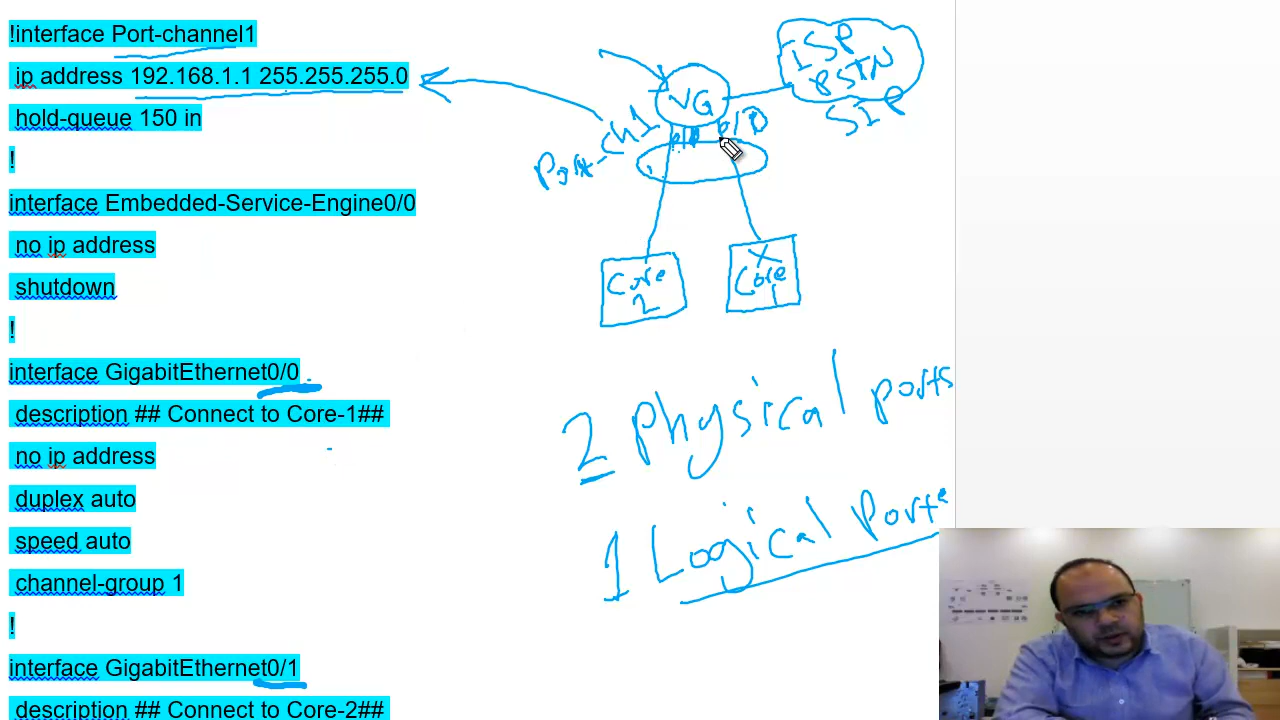 !interface Port-channel1
ip address 192.168.1.1 255.255.255.0
hold-queue 150 in
!
interface Embedded-Service-Engine0/0
no ip address
shutdown
!
interface GigabitEthernet0/0
description ## Connect to Core-1##
no ip address
duplex auto
speed auto
channel-group 1
!
interface GigabitEthernet0/1
description ## Connect to Core-2##
ISP
PSTN
SIP
VG
Port-Ch1
0/0
Core
2
X
Core
1
2 Physical ports
1 Logical Port